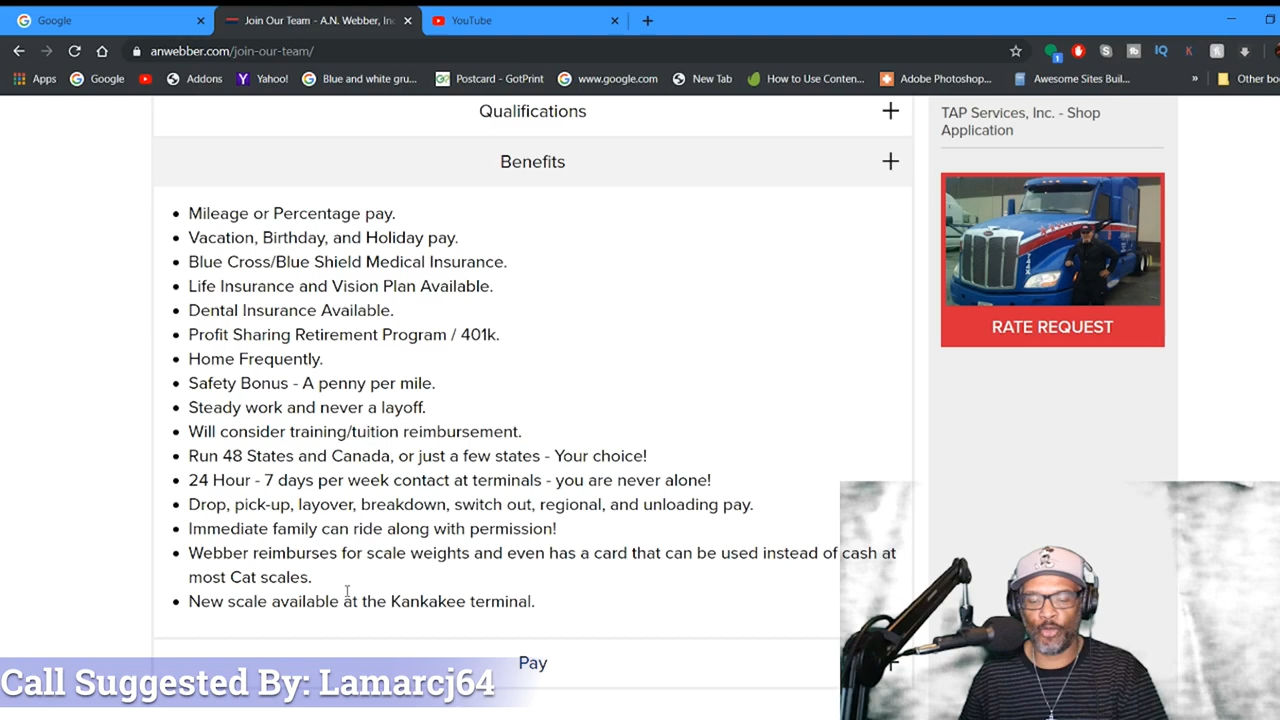 Google
Join Our Team - A.N. Webber, Inc
YouTube
anwebber.com/join-our-team/
Apps
Google
Addons
Yahoo!
Blue and white gru...
Postcard - GotPrint
www.google.com
New Tab
How to Use Conten...
Adobe Photoshop...
Awesome Sites Buil...
Other bo
Qualifications
Benefits
Mileage or Percentage pay.
Vacation, Birthday, and Holiday pay.
Blue Cross/Blue Shield Medical Insurance.
Life Insurance and Vision Plan Available.
Dental Insurance Available.
Profit Sharing Retirement Program / 401k.
Home Frequently.
Safety Bonus - A penny per mile.
Steady work and never a layoff.
Will consider training/tuition reimbursement.
Run 48 States and Canada, or just a few states - Your choice!
24 Hour - 7 days per week contact at terminals - you are never alone!
Drop, pick-up, layover, breakdown, switch out, regional, and unloading pay.
Immediate family can ride along with permission!
Webber reimburses for scale weights and even has a card that can be used instead of cash at
most Cat scales.
New scale available at the Kankakee terminal.
Pay
TAP Services, Inc. - Shop
Application
RATE REQUEST
Call Suggested By: Lamarcj64